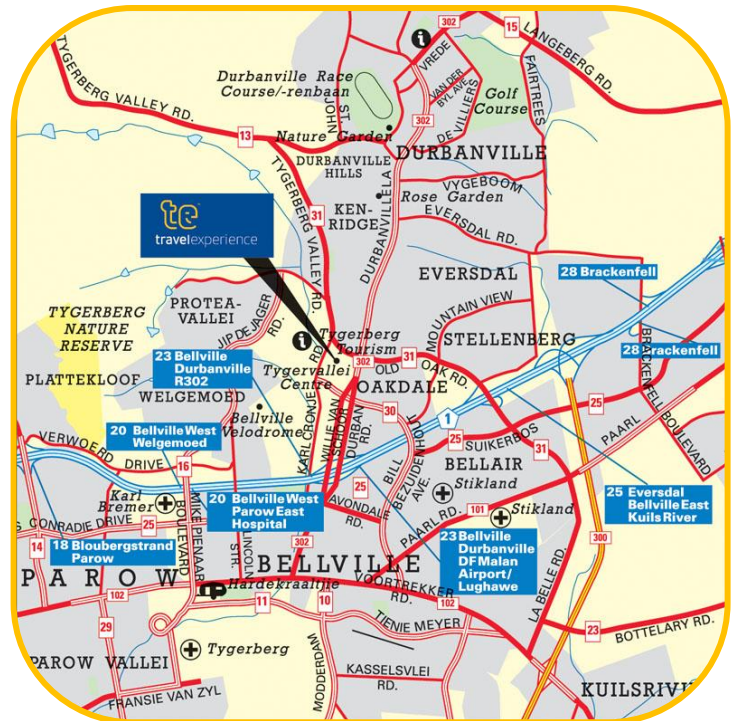 302
15
LANGEBERG RD.
TYGERBERG VALLEY RD.
VREDE
Durbanville Race
Course/-renbaan
VAN DER
BYL AVE
Golf
Course
FAIRTREES
ST.
JOHN
DE VILLIERS
302
Nature Garden
13
DURBANVILLE
DURBANVILLE
HILLS
VYGEBOOM
Rose Garden
te
travelexperience
KEN-
RIDGE
31
TYGERBERG VALLEY RD.
EVERSDAL RD.
EVERSDAL
28 Brackenfell
PROTEA-
VALLEI
MOUNTAIN VIEW
TYGERBERG
NATURE
RESERVE
JIP DE JAGER
RD.
Tygerberg
Tourism
STELLENBERG
23 Bellville
Durbanville
R302
28 Brackenfell
302
31
OLD OAK RD.
Tygervallei
Centre
PLATTEKLOOF
WELGEMOED
OAKDALE
BRACKENFELL BOULEVARD
Bellville
Velodrome
KARL CRONJE
RD.
WILLIE VAN
SCHOOR
DURBAN
RD.
30
1
25
20 Bellville West
Welgemoed
VERWOERD DRIVE
25
SUIKERBOS
31
PAARL
BILL
BEZUIDENHOUT
AVE.
BELLAIR
16
Karl
Bremer
20 Bellville West
Parow East
Hospital
25
Stikland
AVONDALE
RD.
25 Eversdal
Bellville East
Kuils River
101
Stikland
PAARL RD.
CONRADIE DRIVE
25
MIKE PIENAAR
BOULEVARD
LINCOLN
STR.
14
18 Bloubergstrand
Parow
302
23 Bellville
Durbanville
DF Malan
Airport/
Lughawe
300
PAROW
BELLVILLE
Hardekraaltjie
VOORTREKKER
RD.
LA BELLE RD.
102
11
10
102
29
TIENIE MEYER
23
BOTTELARY RD.
Tygerberg
PAROW VALLEI
MODDERDAM
KASSELSVLEI
RD.
FRANSIE VAN ZYL